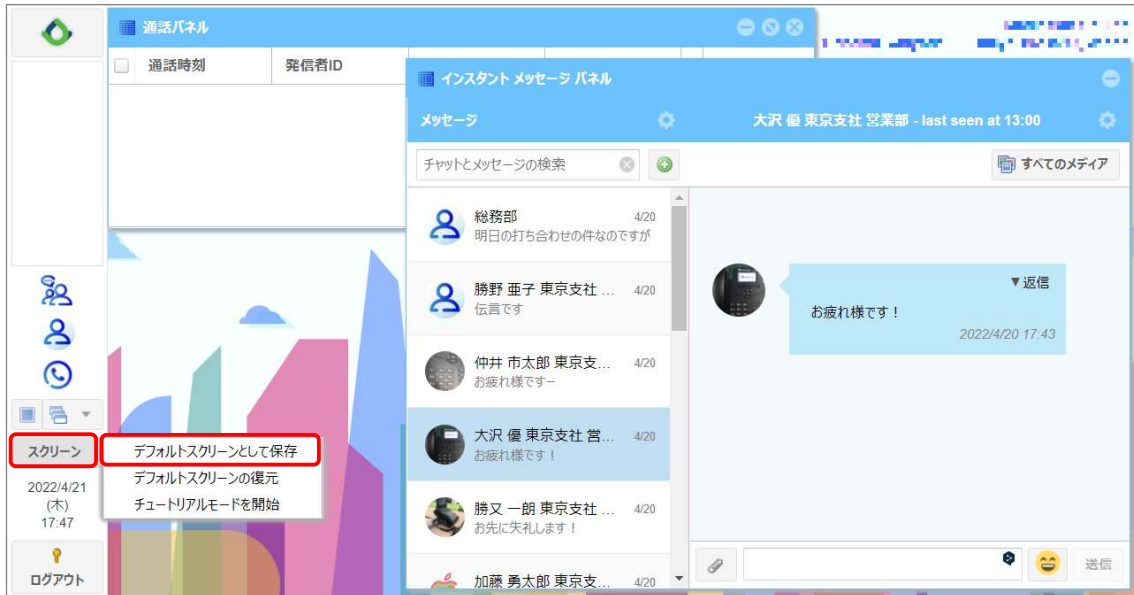 通話パネル
通話時刻
発信者ID
インスタント メッセージ パネル
メッセージ
大沢 優 東京支社 営業部 - last seen at 13:00
チャットとメッセージの検索
すべてのメディア
総務部
4/20
明日の打ち合わせの件なのですが
勝野 亜子 東京支社 ...
4/20
伝言です
仲井 市太郎 東京支...
4/20
お疲れ様ですー
大沢 優 東京支社 営...
4/20
お疲れ様です！
勝又 一朗 東京支社 ...
4/20
お先に失礼します！
加藤 勇太郎 東京支...
4/20
▼返信
お疲れ様です！
2022/4/20 17:43
送信
スクリーン
デフォルトスクリーンとして保存
デフォルトスクリーンの復元
チュートリアルモードを開始
2022/4/21
(木)
17:47
ログアウト